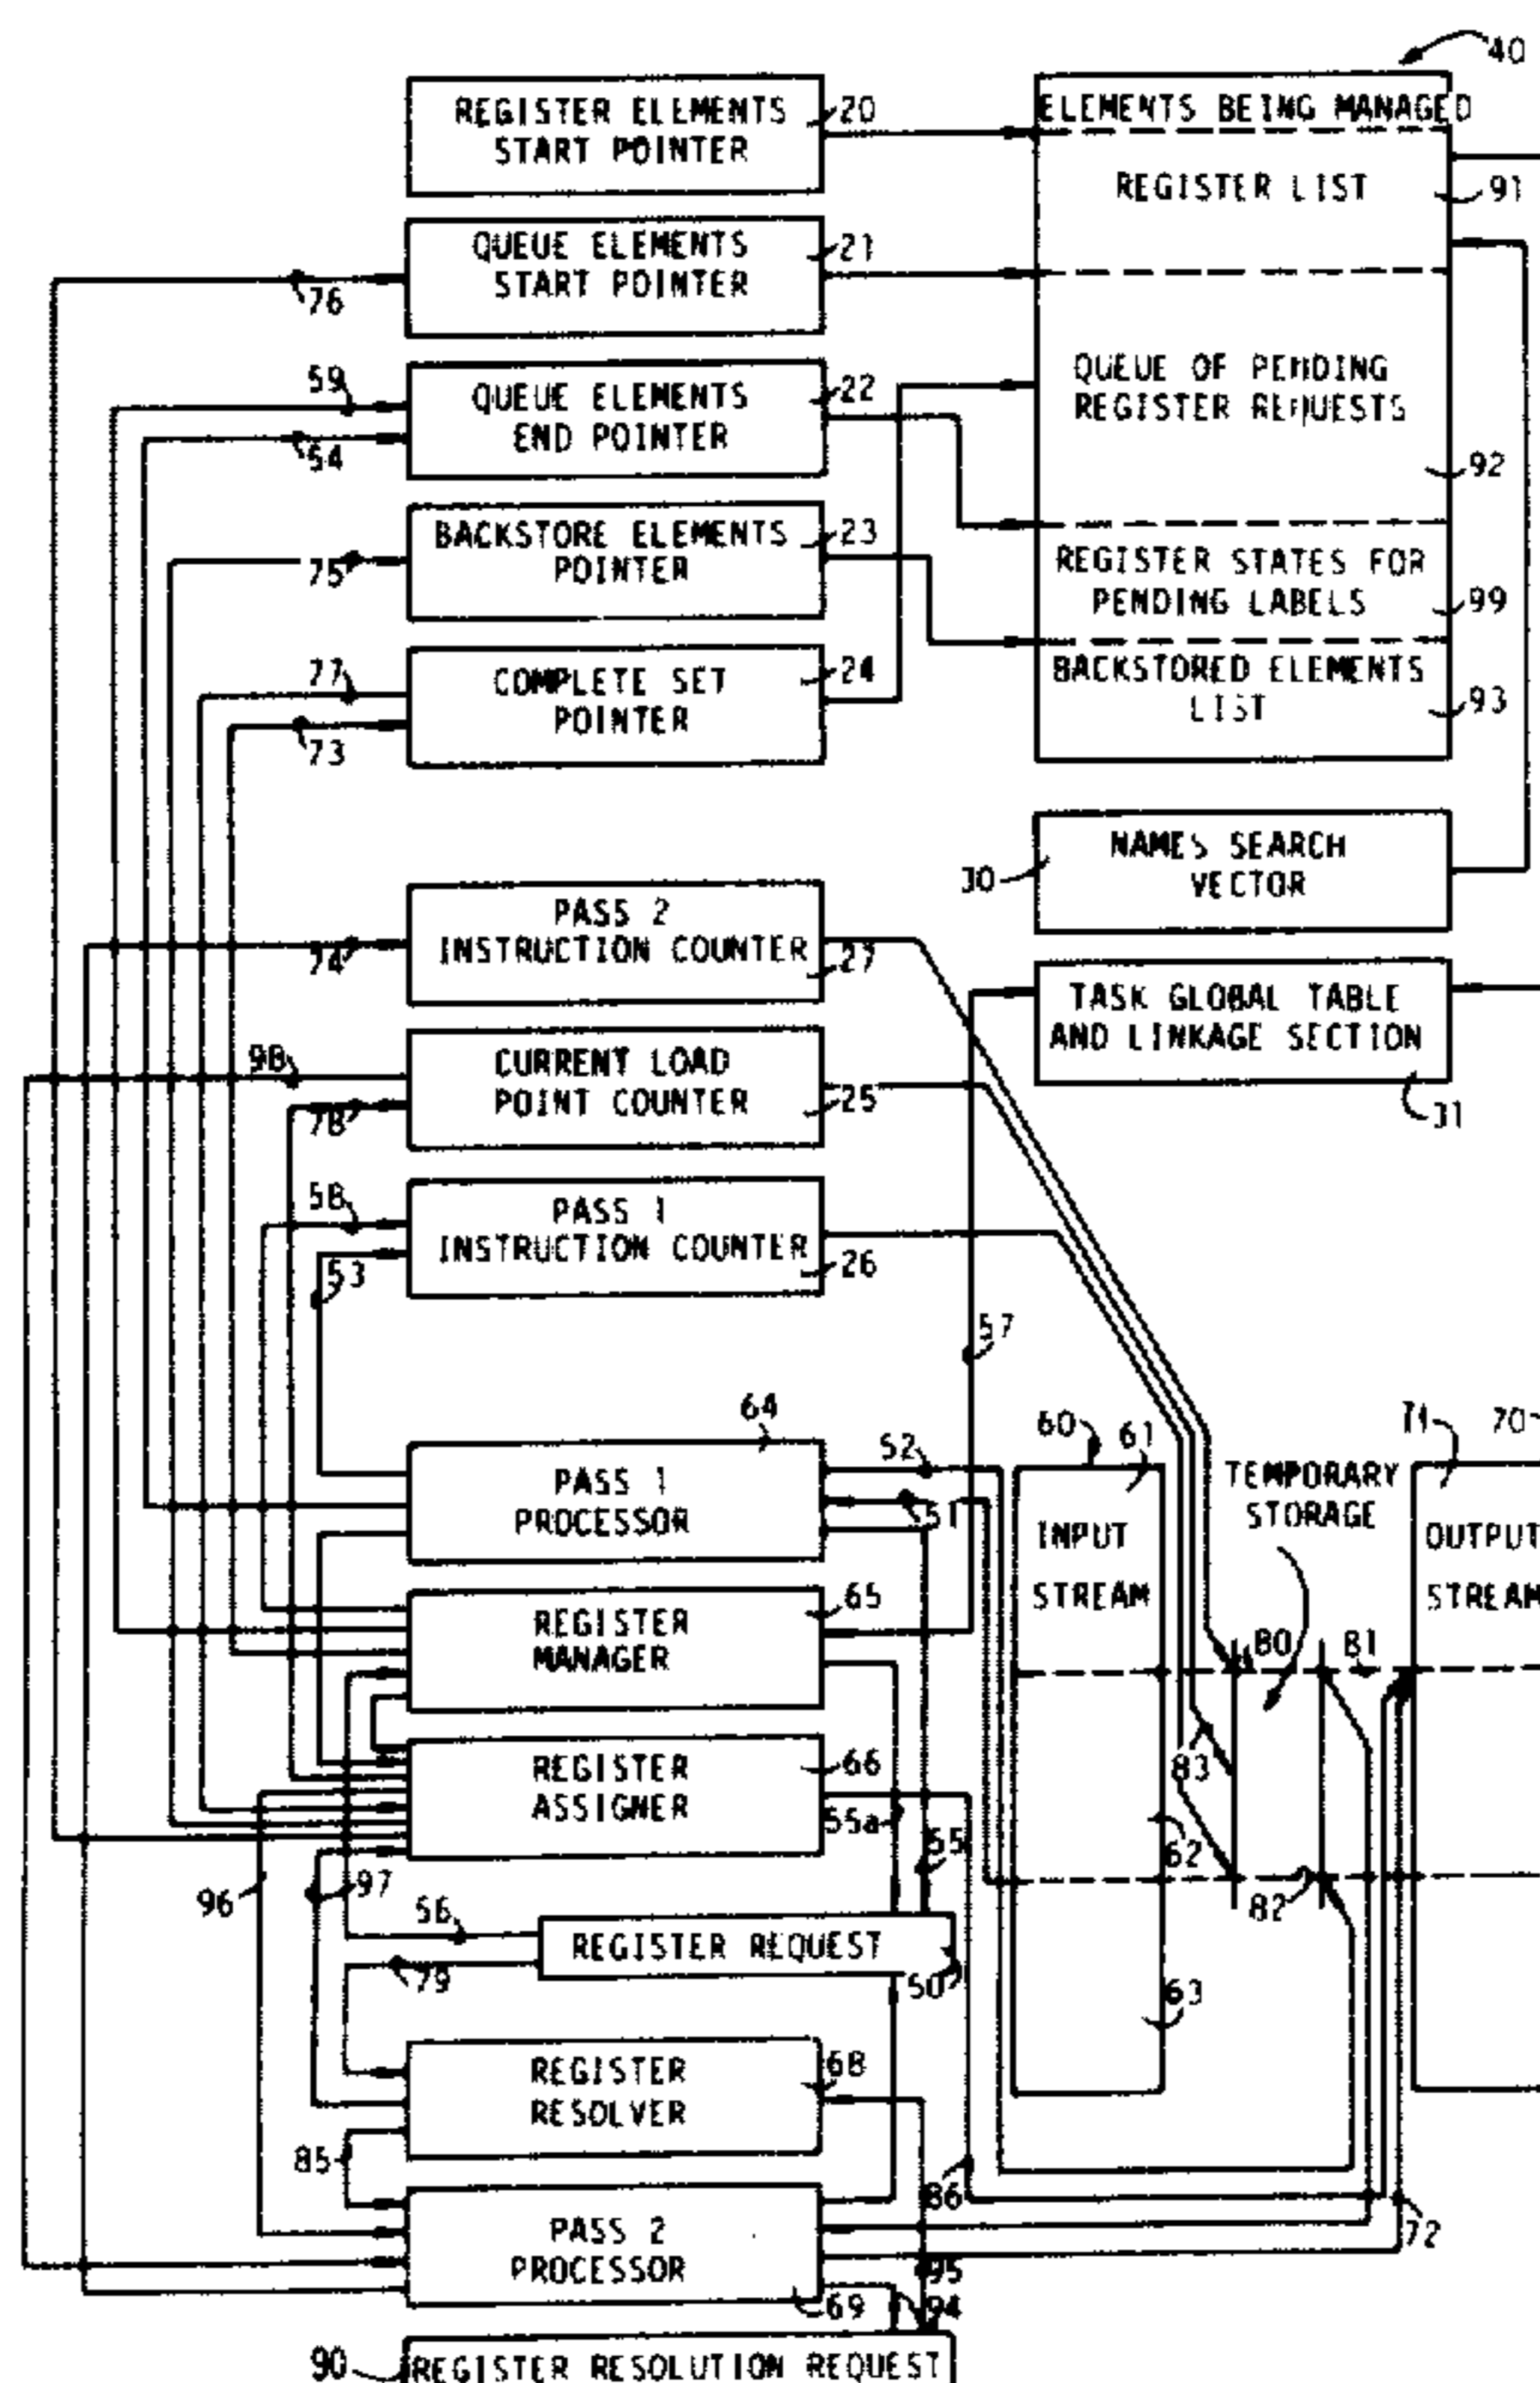 40
REGISTER ELEMENTS
START POINTER
20
ELEMENTS BEING MANAGED
REGISTER LIST
91
QUEUE ELEMENTS
START POINTER
21
76
QUEUE OF PENDING
REGISTER REQUESTS
92
59
54
QUEUE ELEMENTS
END POINTER
22
75
BACKSTORE ELEMENTS
POINTER
23
REGISTER STATES FOR
PENDING LABELS
99
77
73
COMPLETE SET
POINTER
24
BACKSTORED ELEMENTS
LIST
93
NAMES SEARCH
VECTOR
30
74
PASS 2
INSTRUCTION COUNTER
27
TASK GLOBAL TABLE
AND LINKAGE SECTION
31
98
78
CURRENT LOAD
POINT COUNTER
25
58
53
PASS 1
INSTRUCTION COUNTER
26
57
64
PASS 1
PROCESSOR
52
51
60
61
INPUT
STREAM
TEMPORARY
STORAGE
71
70
OUTPUT
STREAM
REGISTER
MANAGER
65
80
81
REGISTER
ASSIGNER
66
55a
55
83
62
82
96
97
56
79
REGISTER REQUEST
50
63
REGISTER
RESOLVER
68
85
86
72
PASS 2
PROCESSOR
69
95
94
90
REGISTER RESOLUTION REQUEST